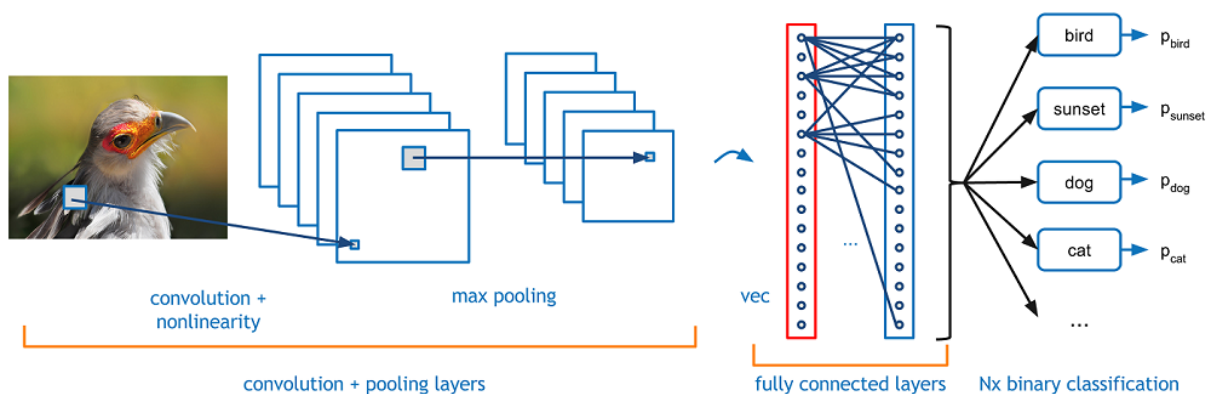 bird
p_bird
sunset
p_sunset
dog
p_dog
cat
p_cat
...
...
convolution +
nonlinearity
max pooling
vec
convolution + pooling layers
fully connected layers
Nx binary classification